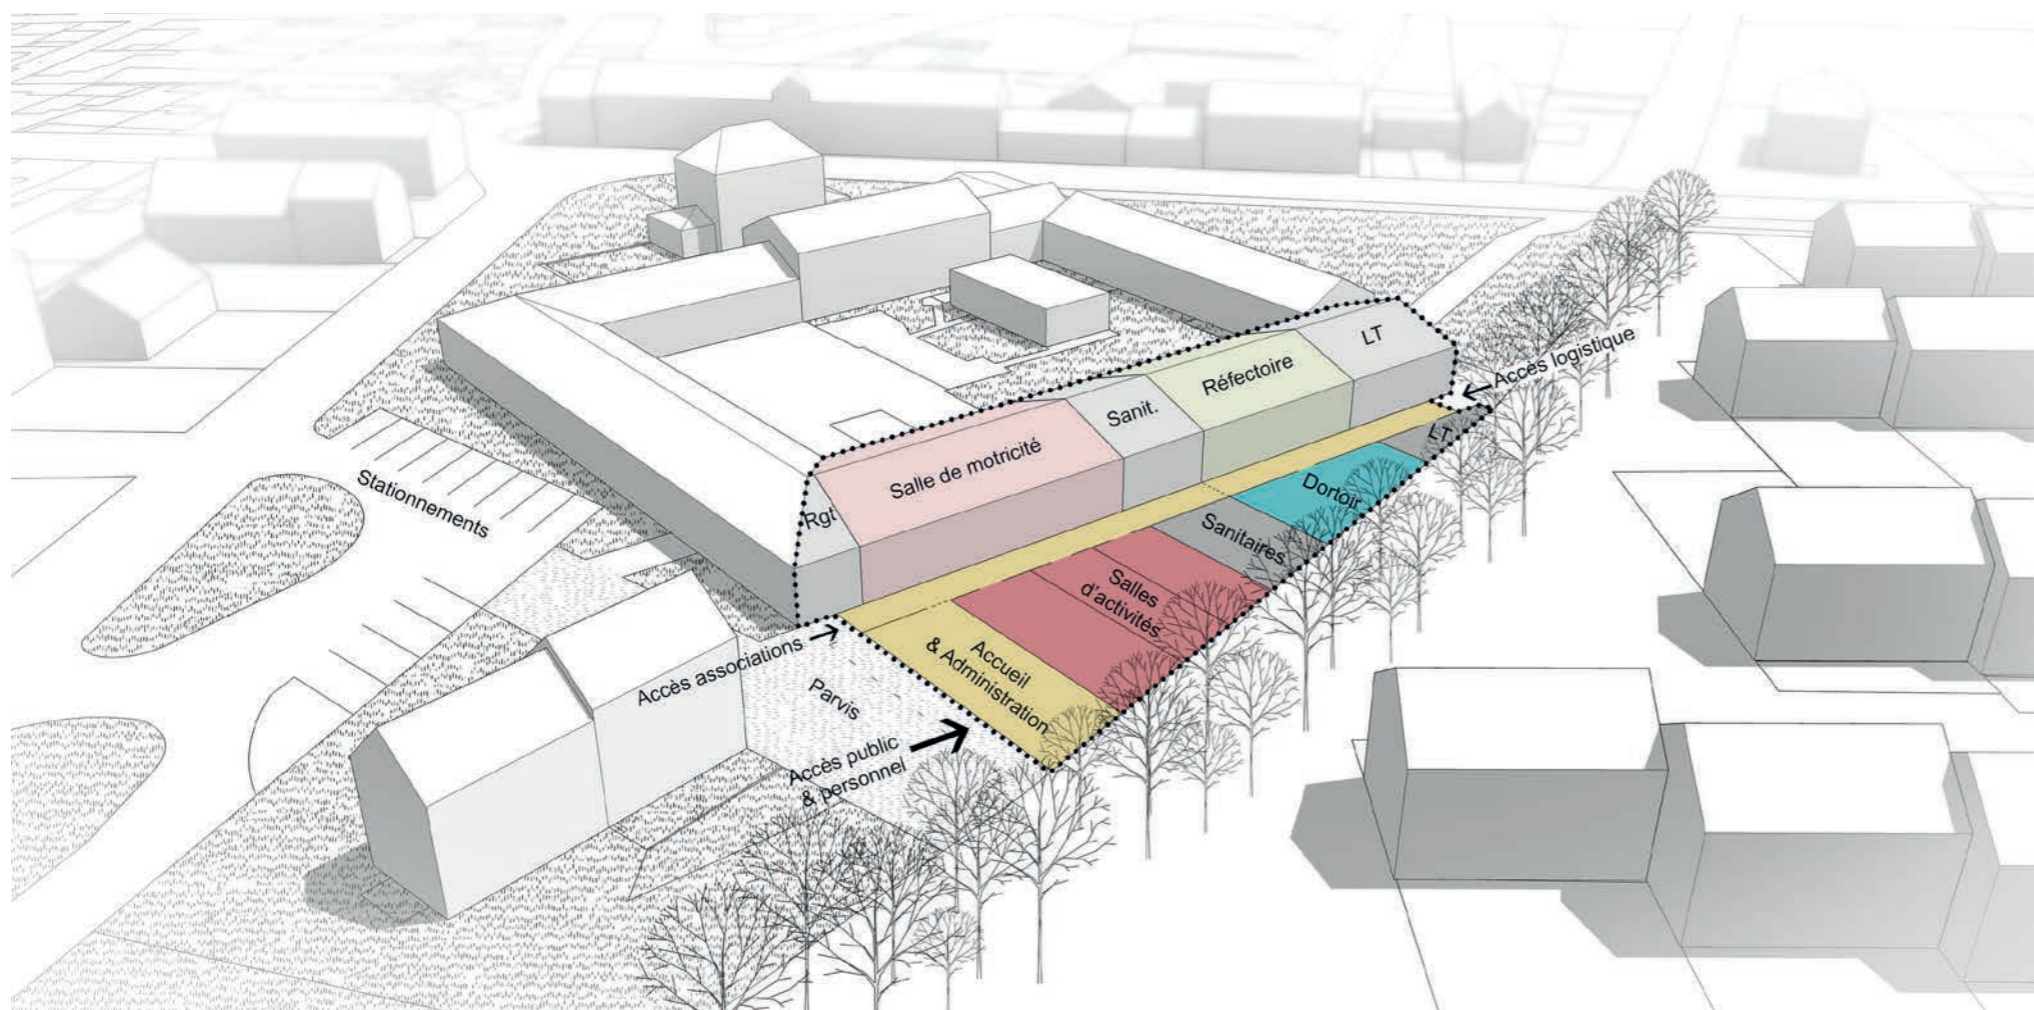 LT
Accès logistique
Réfectoire
Sanit.
Salle de motricité
Rgt
Stationnements
LT
Dortoir
Sanitaires
Salles
d'activités
Accueil
& Administration
Accès associations
Parvis
Accès public
& personnel